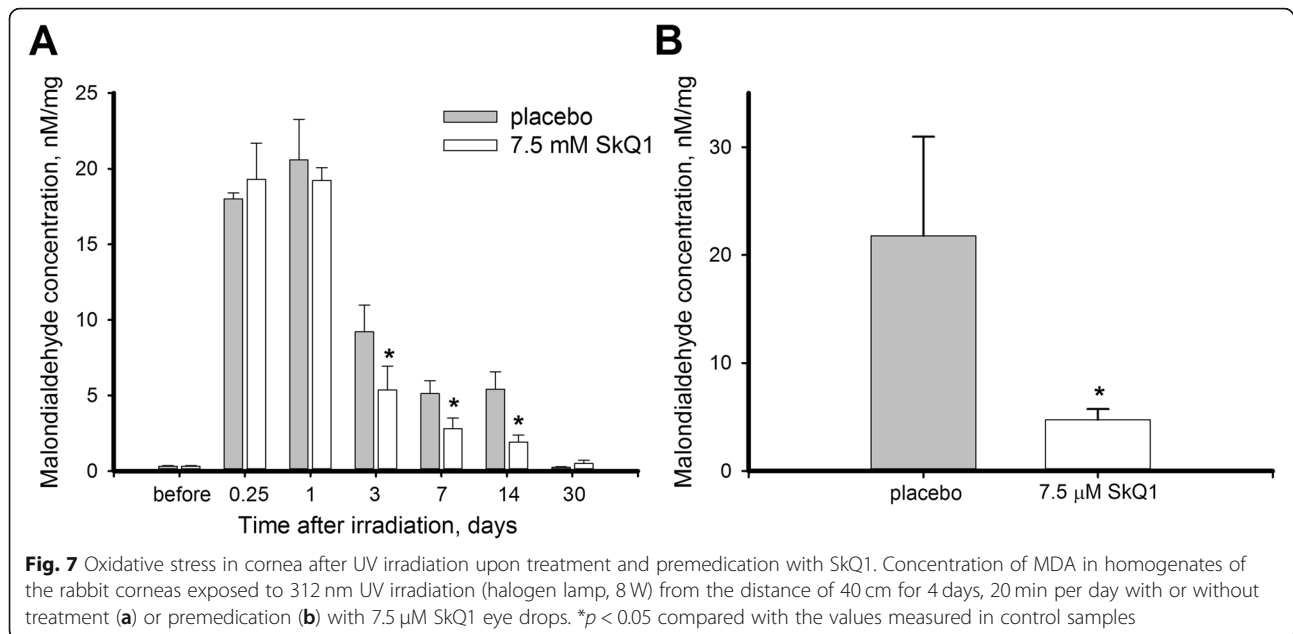 A
Malondialdehyde concentration, nM/mg
25
20
15
10
5
0
placebo
7.5 mM SkQ1
*
*
*
before 0.25 1 3 7 14 30
Time after irradiation, days
B
Malondialdehyde concentration, nM/mg
30
20
10
0
*
placebo 7.5 µM SkQ1
Fig. 7 Oxidative stress in cornea after UV irradiation upon treatment and premedication with SkQ1. Concentration of MDA in homogenates of
the rabbit corneas exposed to 312 nm UV irradiation (halogen lamp, 8 W) from the distance of 40 cm for 4 days, 20 min per day with or without
treatment (a) or premedication (b) with 7.5 µM SkQ1 eye drops. *p < 0.05 compared with the values measured in control samples